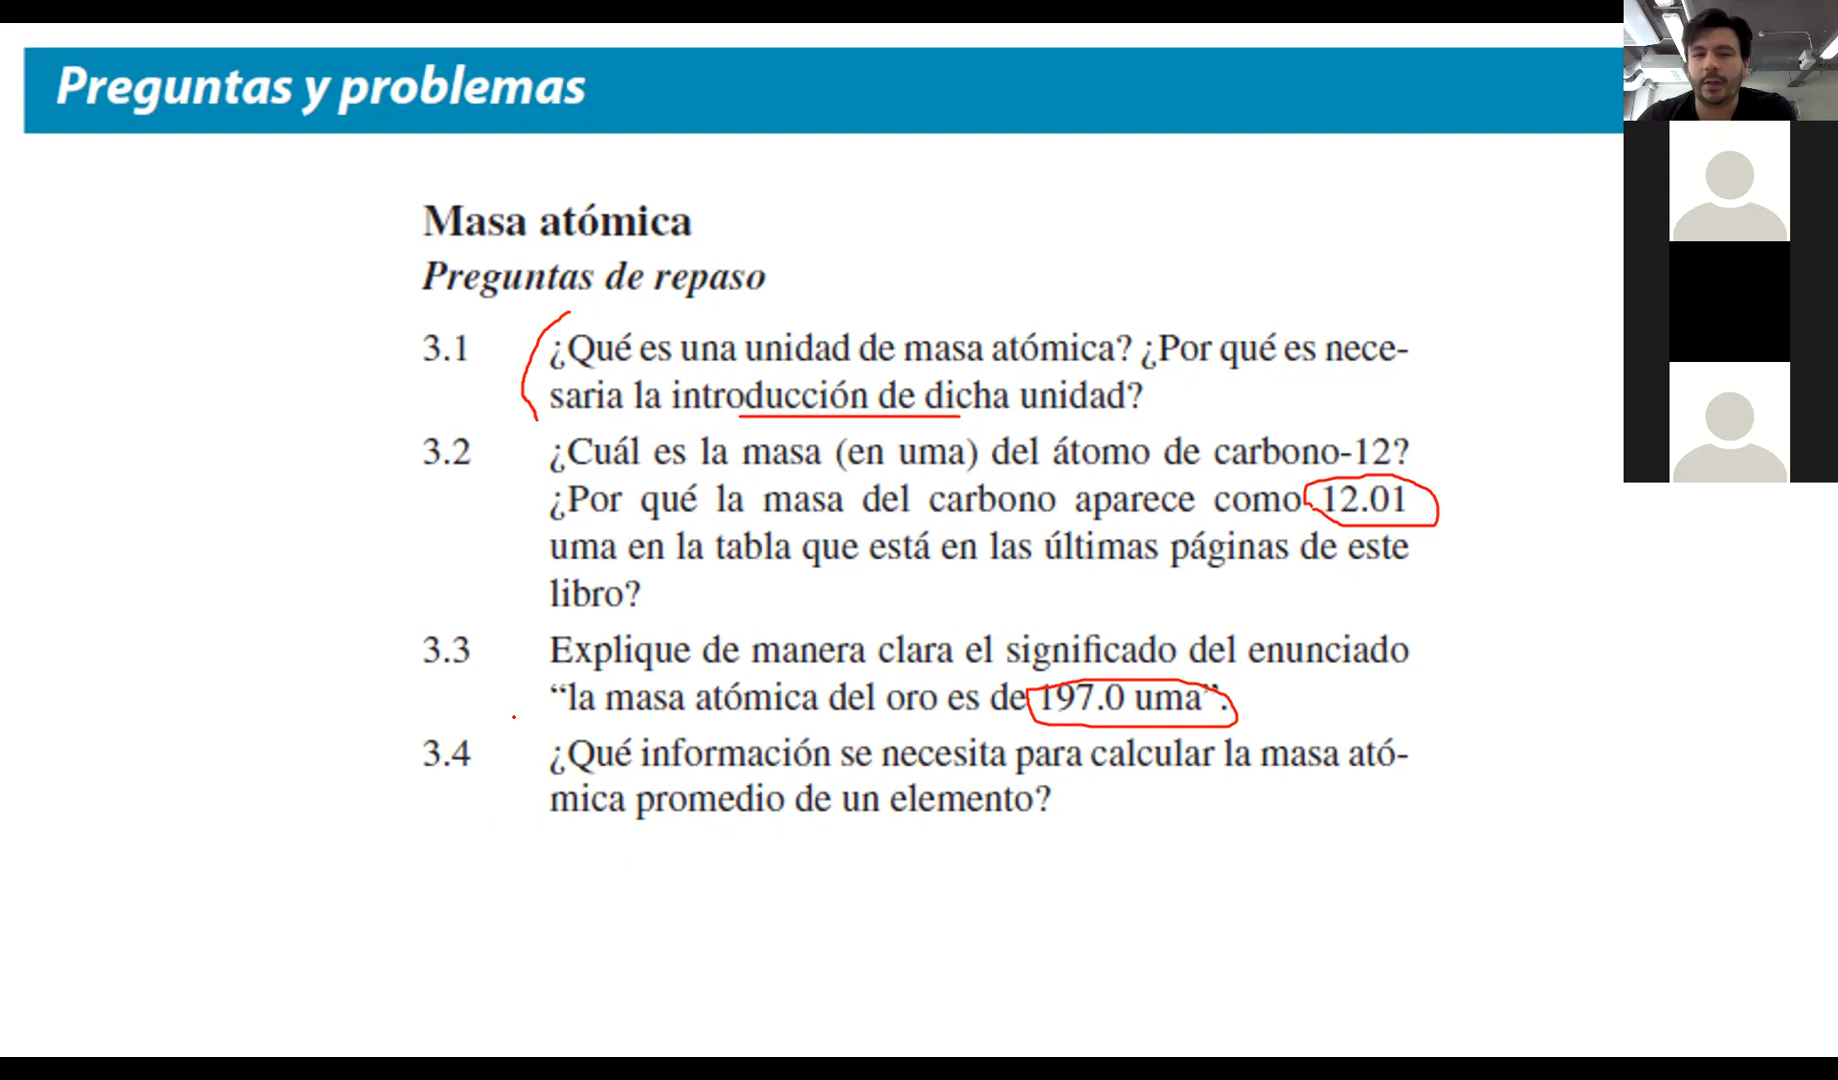 Preguntas y problemas
Masa atómica
Preguntas de repaso
3.1 ¿Qué es una unidad de masa atómica? ¿Por qué es nece-
saria la introducción de dicha unidad?
3.2 ¿Cuál es la masa (en uma) del átomo de carbono-12?
¿Por qué la masa del carbono aparece como 12.01
uma en la tabla que está en las últimas páginas de este
libro?
3.3 Explique de manera clara el significado del enunciado
“la masa atómica del oro es de 197.0 uma”.
3.4 ¿Qué información se necesita para calcular la masa ató-
mica promedio de un elemento?